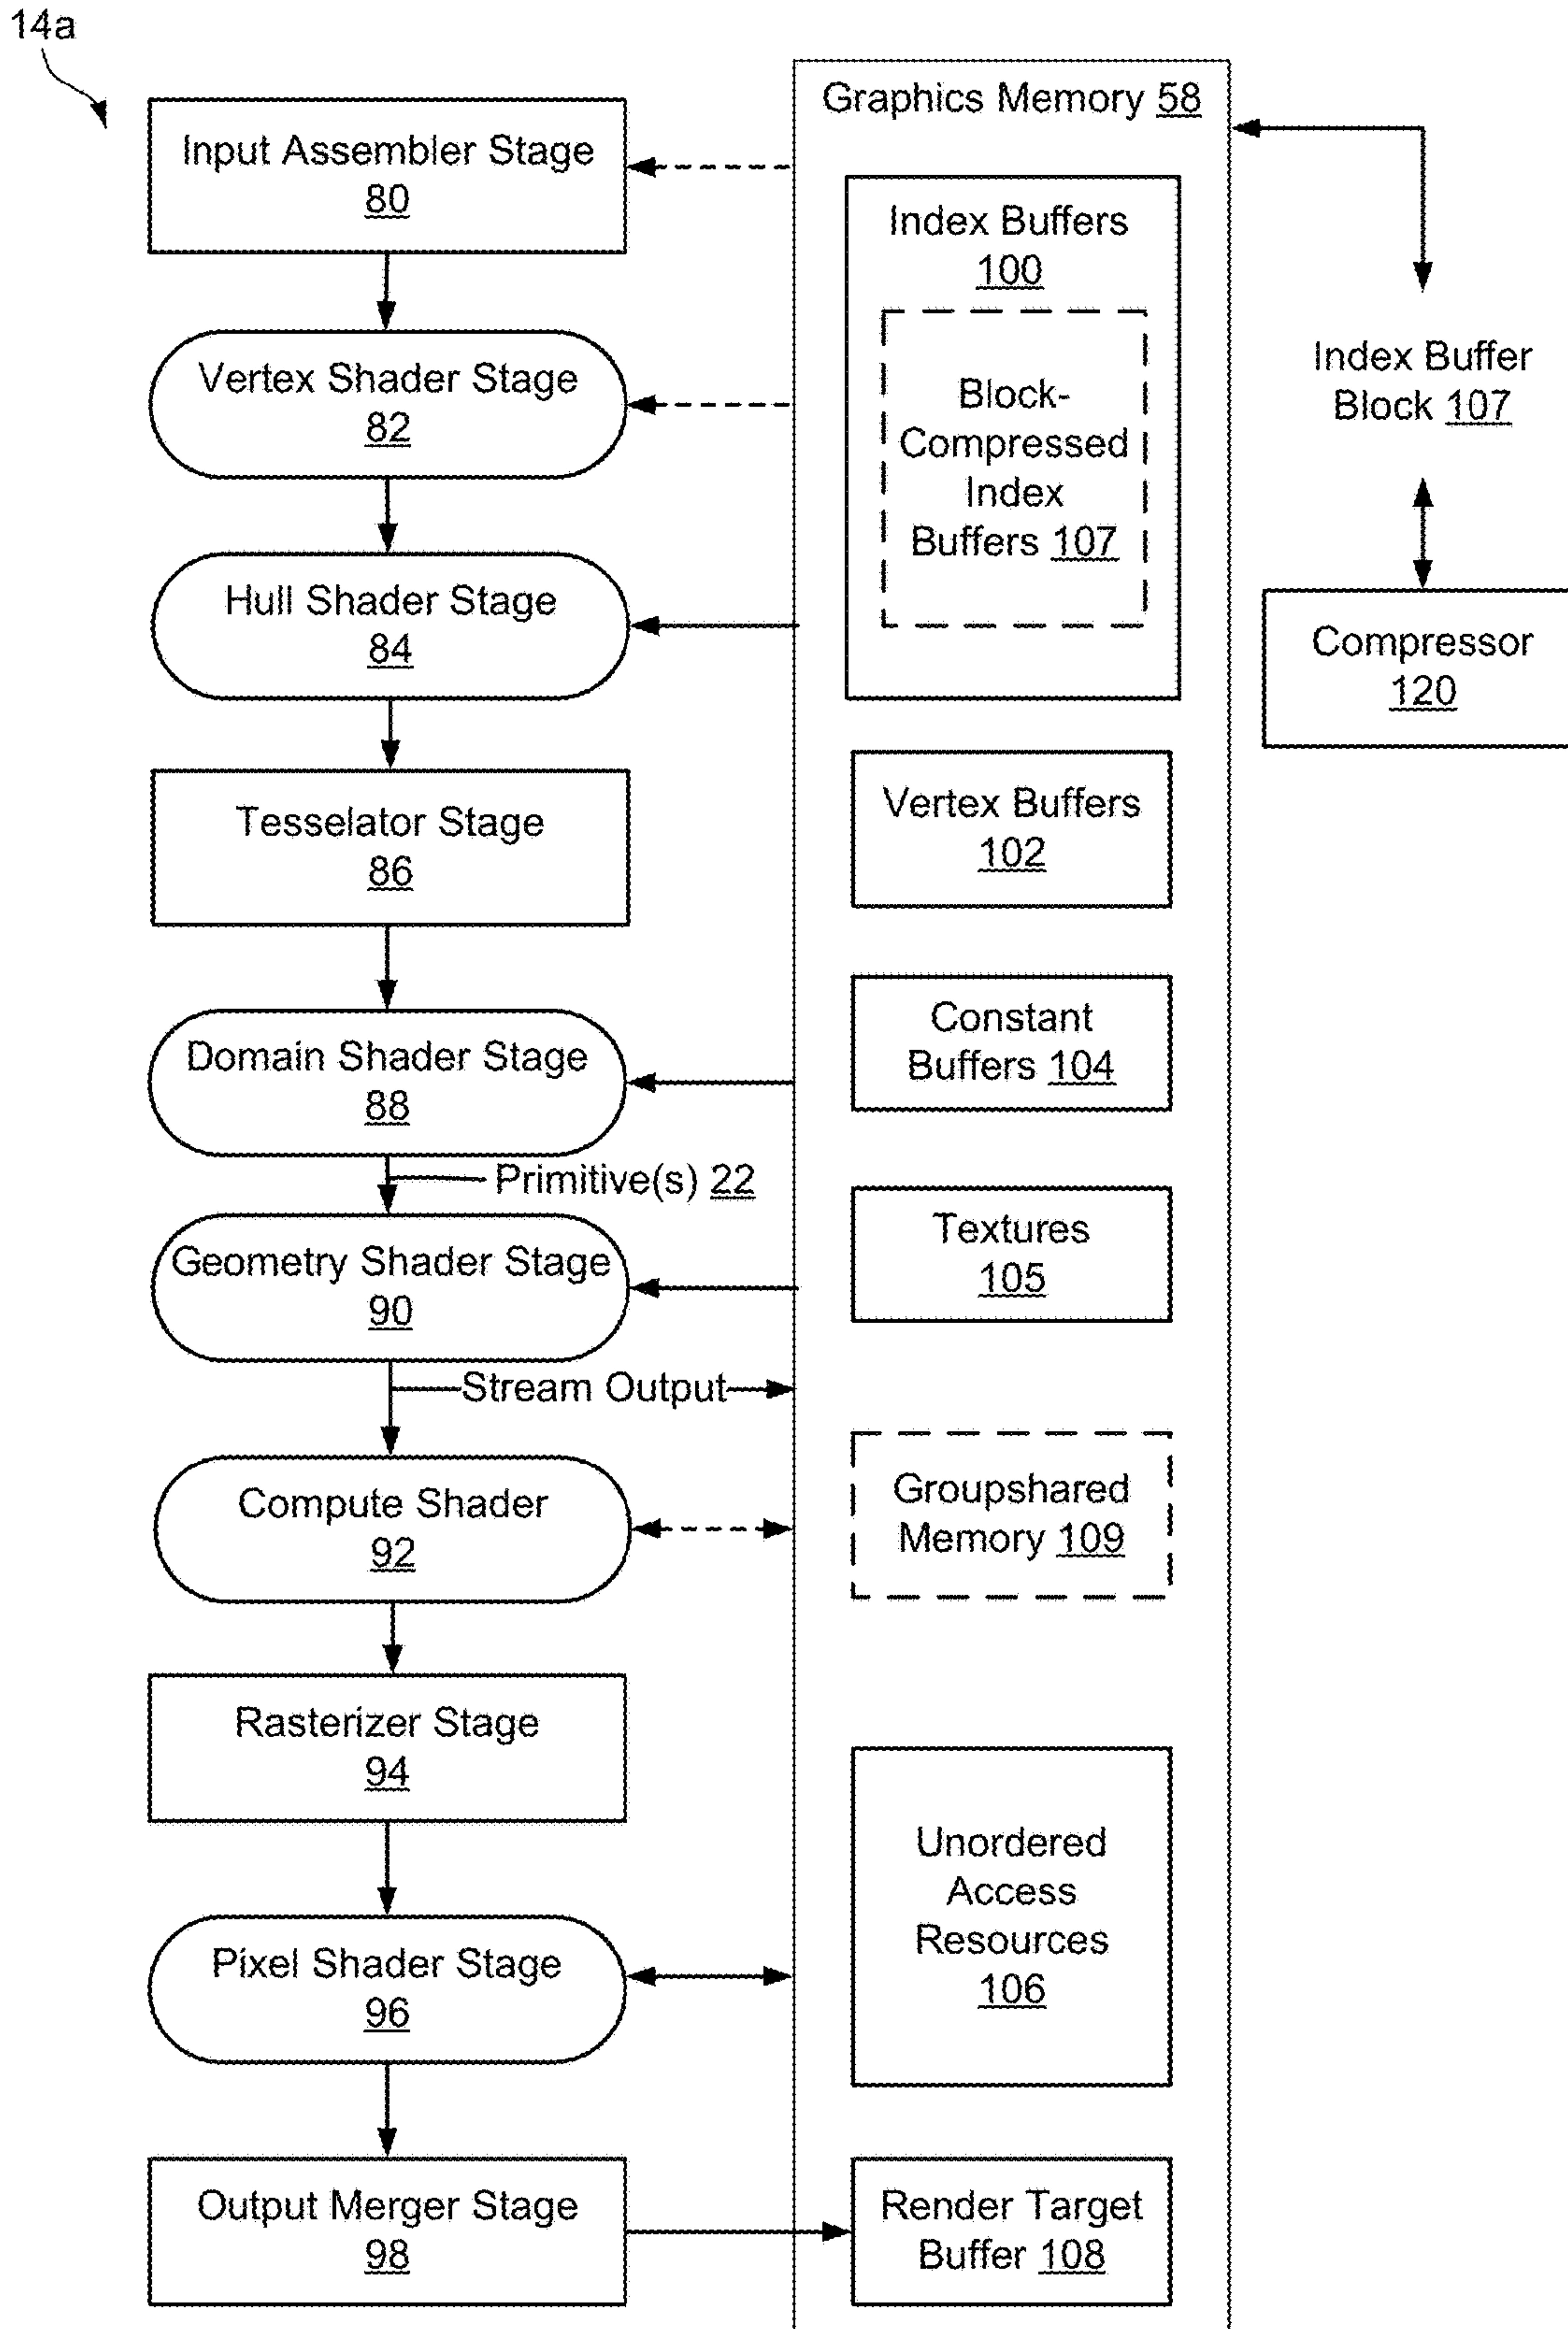 14a
Input Assembler Stage
80
Vertex Shader Stage
82
Hull Shader Stage
84
Tesselator Stage
86
Domain Shader Stage
88
Primitive(s) 22
Geometry Shader Stage
90
Stream Output
Compute Shader
92
Rasterizer Stage
94
Pixel Shader Stage
96
Output Merger Stage
98
Graphics Memory 58
Index Buffers
100
Block-
Compressed
Index
Buffers 107
Vertex Buffers
102
Constant
Buffers 104
Textures
105
Groupshared
Memory 109
Unordered
Access
Resources
106
Render Target
Buffer 108
Index Buffer
Block 107
Compressor
120